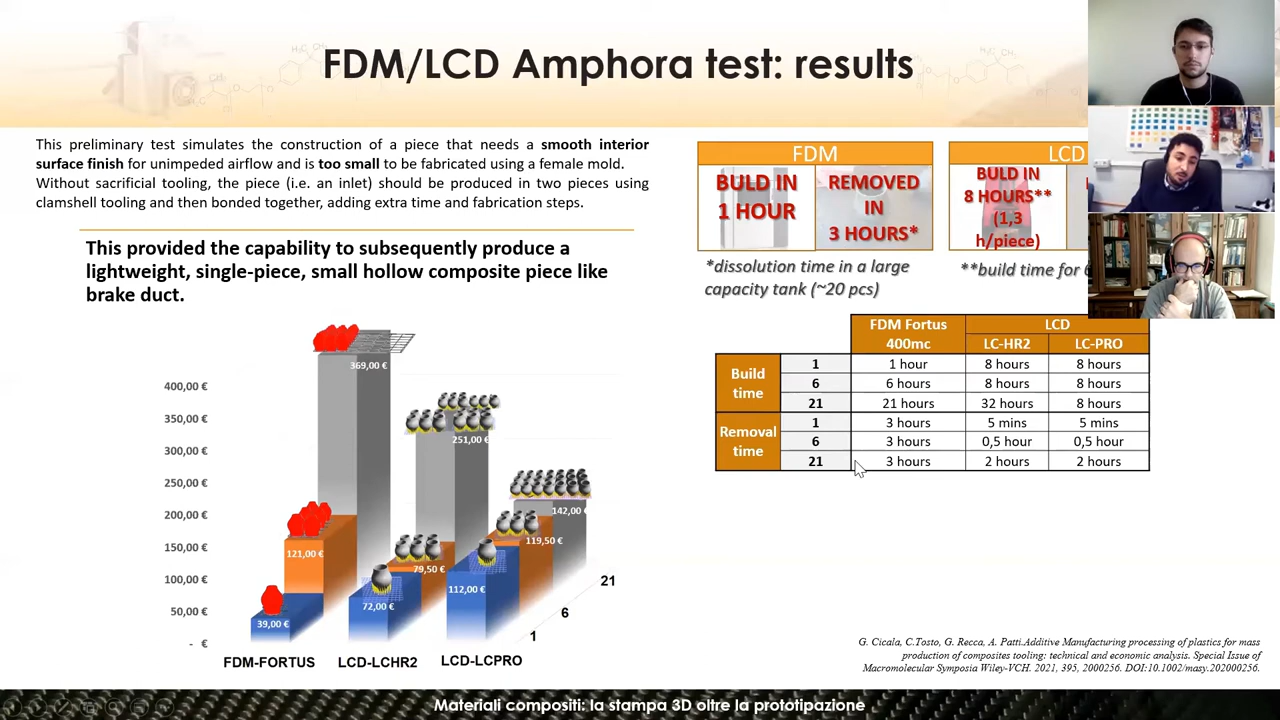 FDM/LCD Amphora test: results
This preliminary test simulates the construction of a piece that needs a smooth interior
surface finish for unimpeded airflow and is too small to be fabricated using a female mold.
Without sacrificial tooling, the piece (i.e. an inlet) should be produced in two pieces using
clamshell tooling and then bonded together, adding extra time and fabrication steps.
This provided the capability to subsequently produce a
lightweight, single-piece, small hollow composite piece like
brake duct.
FDM
BULD IN
1 HOUR
REMOVED
IN
3 HOURS*
*dissolution time in a large
capacity tank (~20 pcs)
LCD
BULD IN
8 HOURS**
(1,3
h/piece)
**build time for
FDM Fortus
400mc
LCD
LC-HR2 LC-PRO
Build
time
1 1 hour 8 hours 8 hours
6 6 hours 8 hours 8 hours
21 21 hours 32 hours 8 hours
Removal
time
1 3 hours 5 mins 5 mins
6 3 hours 0,5 hour 0,5 hour
21 3 hours 2 hours 2 hours
400,00 €
350,00 €
300,00 €
250,00 €
200,00 €
150,00 €
100,00 €
50,00 €
- €
369,00 €
251,00 €
142,00 €
121,00 €
79,50 €
119,50 €
39,00 €
72,00 €
112,00 €
21
6
1
FDM-FORTUS LCD-LCHR2 LCD-LCPRO
G. Cicala, C.Tosto, G. Recca, A. Patti.Additive Manufacturing processing of plastics for mass
production of composites tooling: technical and economic analysis. Special Issue of
Macromolecular Symposia Wiley-VCH. 2021, 395, 2000256. DOI:10.1002/masy.202000256.
Materiali compositi: la stampa 3D oltre la prototipazione